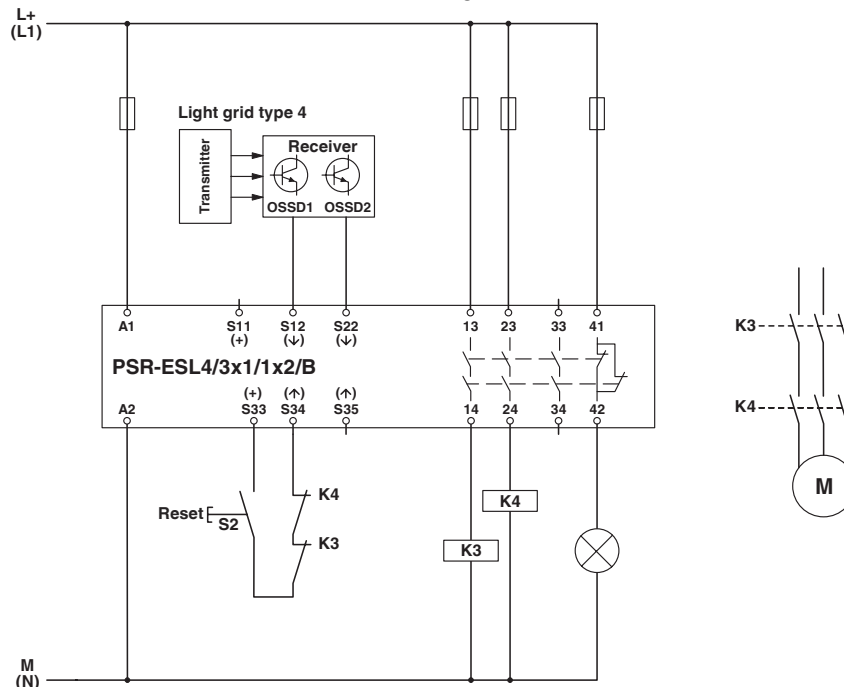 L+
(L1)
Light grid type 4
Transmitter
Receiver
OSSD1 OSSD2
A1 S11 S12 S22 13 23 33 41
(+) (↓) (↓)
PSR-ESL4/3x1/1x2/B
(+) (↑) (↑)
A2 S33 S34 S35 14 24 34 42
K3
K4
M
K4
K4
Reset
S2
K3
K3
M
(N)